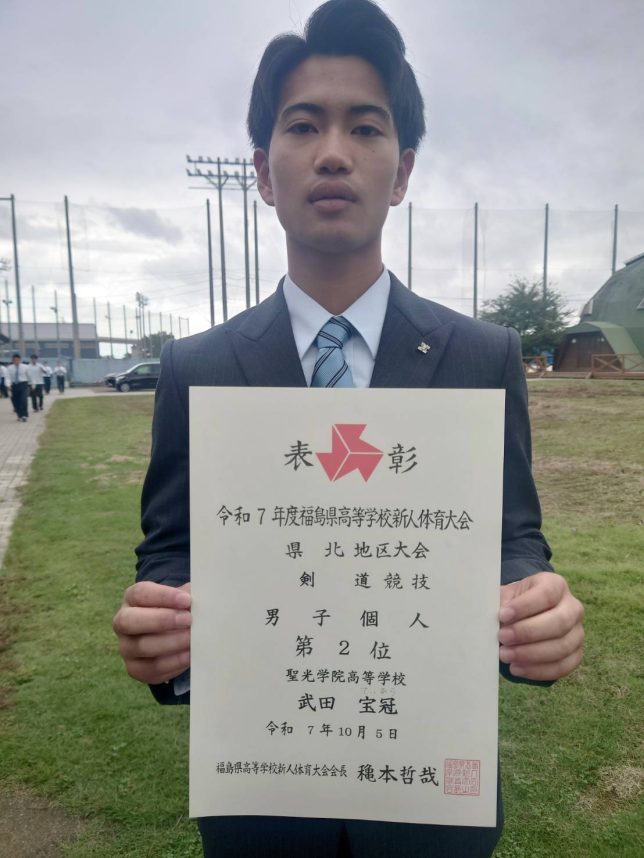 表彰
令和7年度福島県高等学校新人体育大会
県北地区大会
剣道競技
男子個人
第2位
聖光学院高等学校
武田 宝冠
令和 7年10月5日
福島県高等学校新人体育大会会長 穐本哲哉